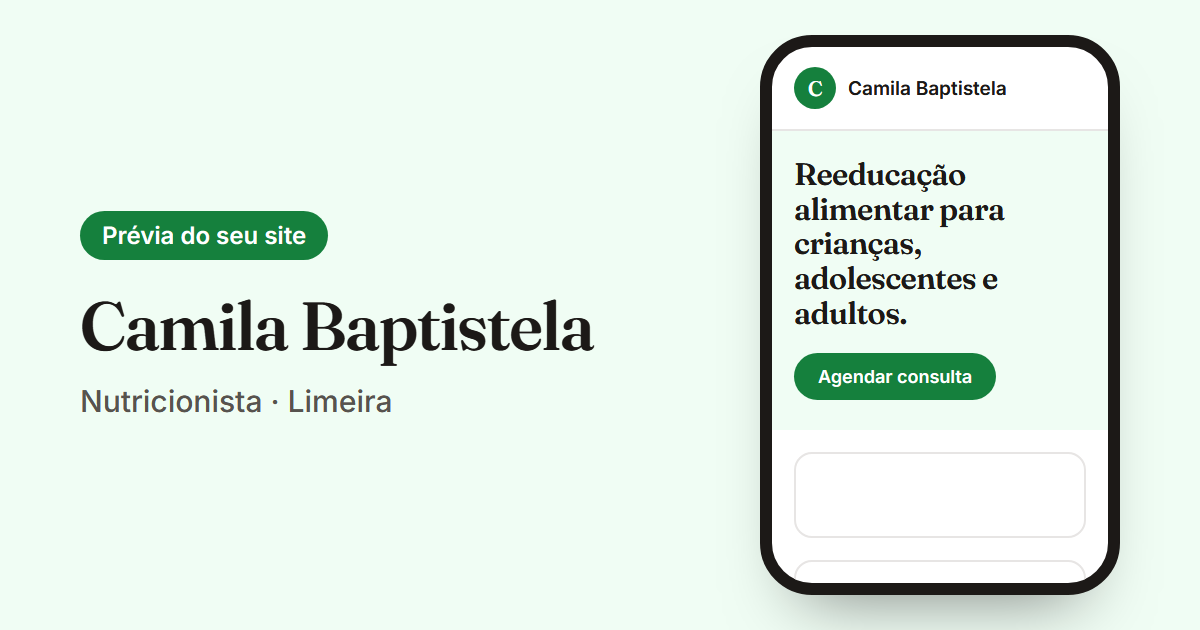 Prévia do seu site
Camila Baptistela
Nutricionista · Limeira
C
Camila Baptistela
Reeducação
alimentar para
crianças,
adolescentes e
adultos.
Agendar consulta